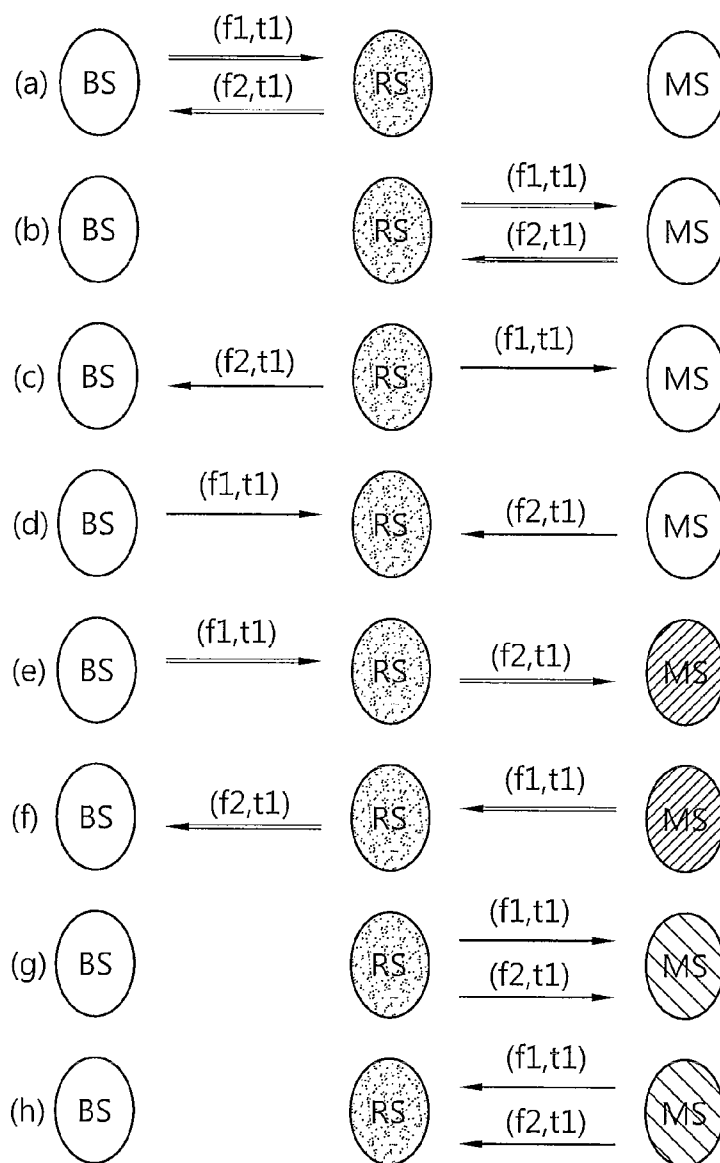 (f1,t1)
(a) BS (f2,t1) RS MS
(f1,t1)
(b) BS RS (f2,t1) MS
(c) BS (f2,t1) RS (f1,t1) MS
(d) BS (f1,t1) RS (f2,t1) MS
(e) BS (f1,t1) RS (f2,t1) MS
(f) BS (f2,t1) RS (f1,t1) MS
(f1,t1)
(g) BS RS (f2,t1) MS
(f1,t1)
(h) BS RS (f2,t1) MS